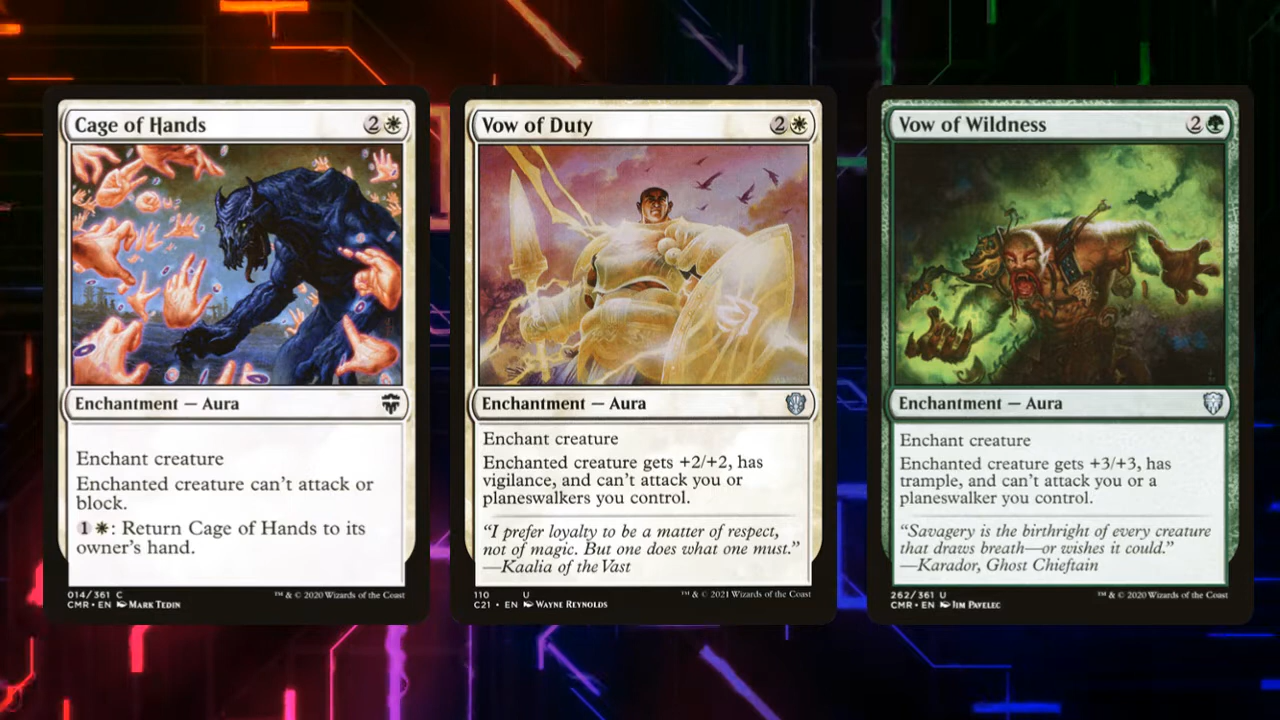 Cage of Hands 2
Enchantment — Aura
Enchant creature
Enchanted creature can't attack or
block.
1 : Return Cage of Hands to its
owner's hand.
014/361 C
CMR • EN Mark Tedin
™ & © 2020 Wizards of the Coast
Vow of Duty 2
Enchantment — Aura
Enchant creature
Enchanted creature gets +2/+2, has
vigilance, and can't attack you or
planeswalkers you control.
"I prefer loyalty to be a matter of respect,
not of magic. But one does what one must."
—Kaalia of the Vast
110 U
C21 • EN Wayne Reynolds
™ & © 2021 Wizards of the Coast
Vow of Wildness 2
Enchantment — Aura
Enchant creature
Enchanted creature gets +3/+3, has
trample, and can't attack you or a
planeswalker you control.
"Savagery is the birthright of every creature
that draws breath—or wishes it could."
—Karador, Ghost Chieftain
262/361 U
CMR • EN Jim Pavelec
™ & © 2020 Wizards of the Coast